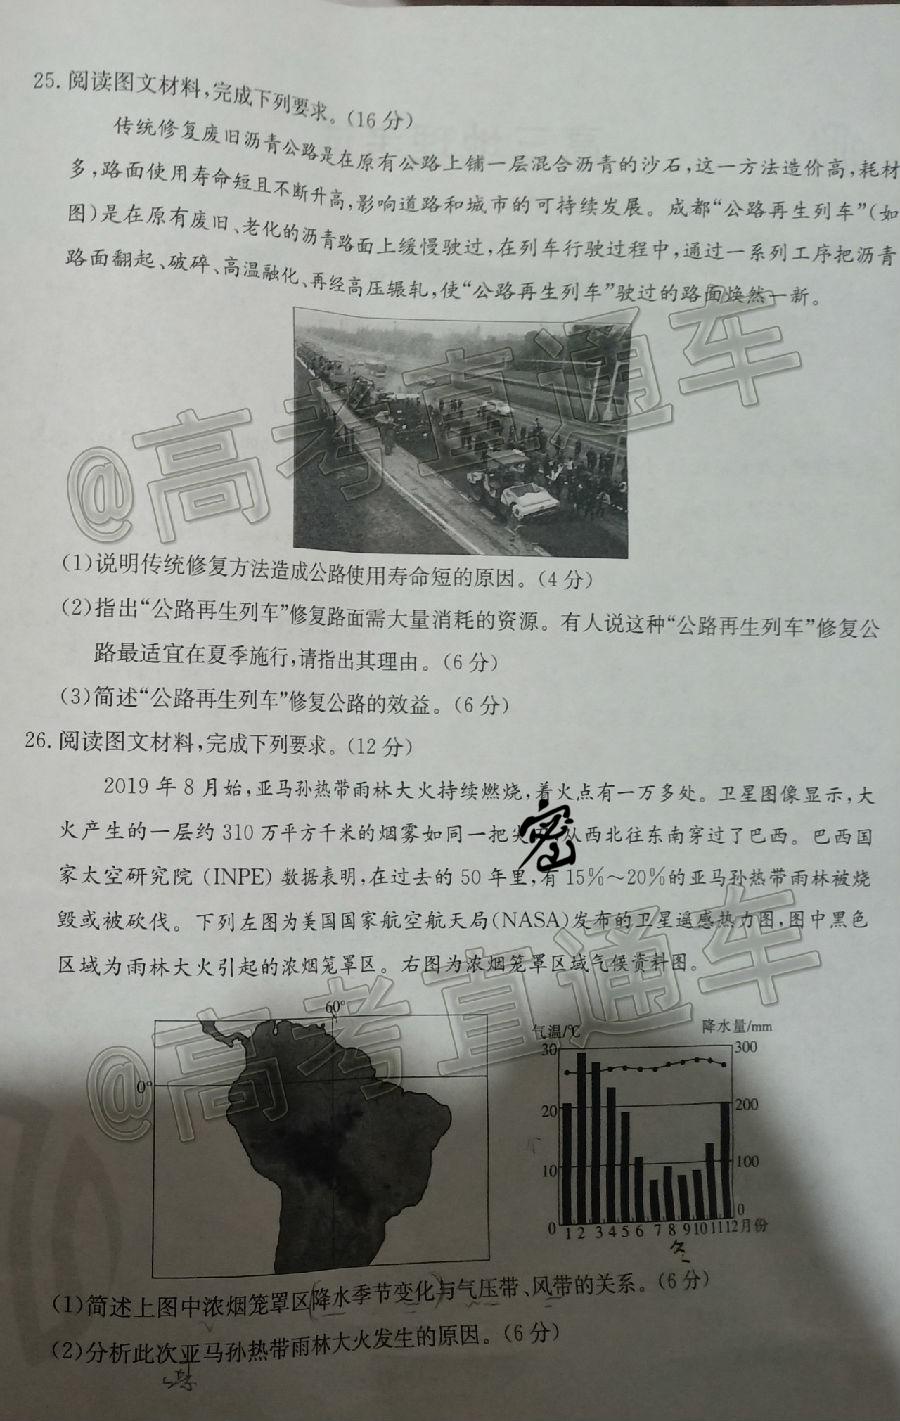 25. 阅读图文材料,完成下列要求。(16 分)
传统修复废旧沥青公路是在原有公路上铺一层混合沥青的沙石,这一方法造价高,耗材
多,路面使用寿命短且不断升高,影响道路和城市的可持续发展。成都“公路再生列车”(如
图)是在原有废旧、老化的沥青路面上缓慢驶过,在列车行驶过程中,通过一系列工序把沥青
路面翻起、破碎、高温融化、再经高压辗轧,使“公路再生列车”驶过的路面焕然一新。
@高考直通车
(1)说明传统修复方法造成公路使用寿命短的原因。(4 分)
(2)指出“公路再生列车”修复路面需大量消耗的资源。有人说这种“公路再生列车”修复公
路最适宜在夏季施行,请指出其理由。(6 分)
(3)简述“公路再生列车”修复公路的效益。(6 分)
26. 阅读图文材料,完成下列要求。(12 分)
2019 年 8 月始,亚马孙热带雨林大火持续燃烧,着火点有一万多处。卫星图像显示,大
火产生的一层约 310 万平方千米的烟雾如同一把尖 从西北往东南穿过了巴西。巴西国
密
家太空研究院(INPE)数据表明,在过去的 50 年里,有 15%～20%的亚马孙热带雨林被烧
毁或被砍伐。下列左图为美国国家航空航天局(NASA)发布的卫星遥感热力图,图中黑色
区域为雨林大火引起的浓烟笼罩区。右图为浓烟笼罩区域气候资料图。
@高考直通车
60°
0°
气温/℃ 降水量/mm
30 300
20 200
10 100
0 0
1 2 3 4 5 6 7 8 9 10 11 12 月份
冬
(1)简述上图中浓烟笼罩区降水季节变化与气压带、风带的关系。(6 分)
(2)分析此次亚马孙热带雨林大火发生的原因。(6 分)